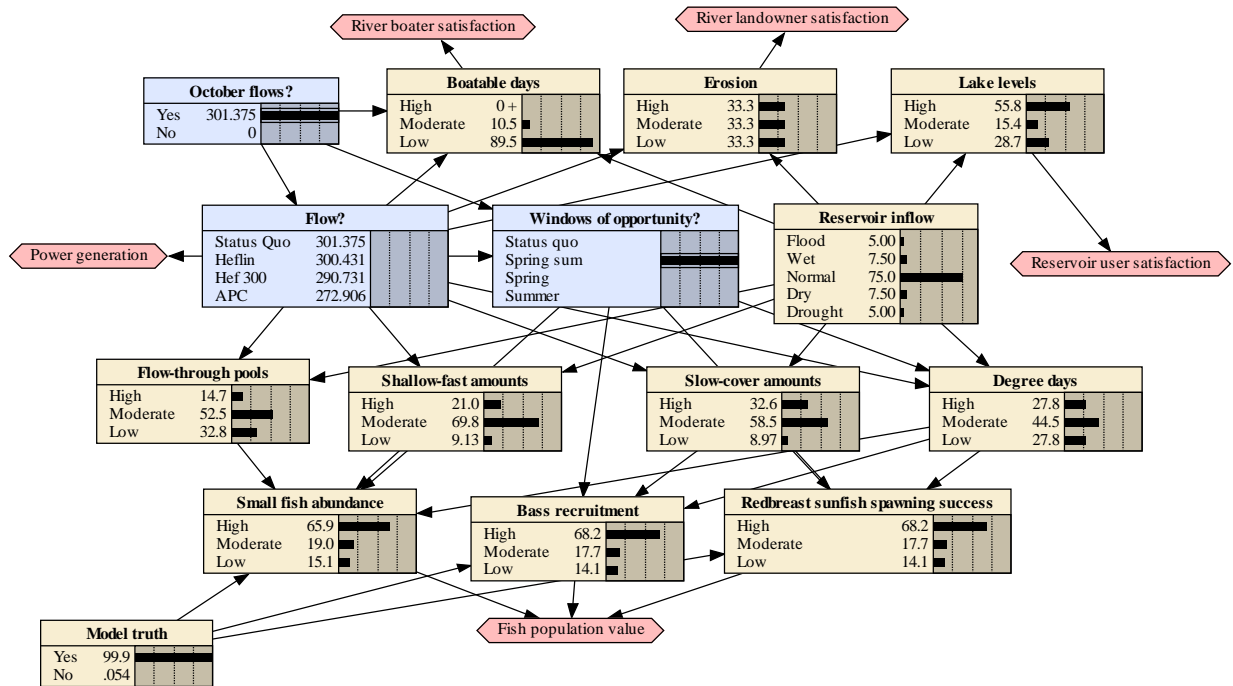 River boater satisfaction
River landowner satisfaction
October flows?
Yes 301.375
No 0
Boatable days
High 0 +
Moderate 10.5
Low 89.5
Erosion
High 33.3
Moderate 33.3
Low 33.3
Lake levels
High 55.8
Moderate 15.4
Low 28.7
Power generation
Flow?
Status Quo 301.375
Heflin 300.431
Hef 300 290.731
APC 272.906
Windows of opportunity?
Status quo
Spring sum
Spring
Summer
Reservoir inflow
Flood 5.00
Wet 7.50
Normal 75.0
Dry 7.50
Drought 5.00
Reservoir user satisfaction
Flow-through pools
High 14.7
Moderate 52.5
Low 32.8
Shallow-fast amounts
High 21.0
Moderate 69.8
Low 9.13
Slow-cover amounts
High 32.6
Moderate 58.5
Low 8.97
Degree days
High 27.8
Moderate 44.5
Low 27.8
Small fish abundance
High 65.9
Moderate 19.0
Low 15.1
Bass recruitment
High 68.2
Moderate 17.7
Low 14.1
Redbreast sunfish spawning success
High 68.2
Moderate 17.7
Low 14.1
Model truth
Yes 99.9
No .054
Fish population value